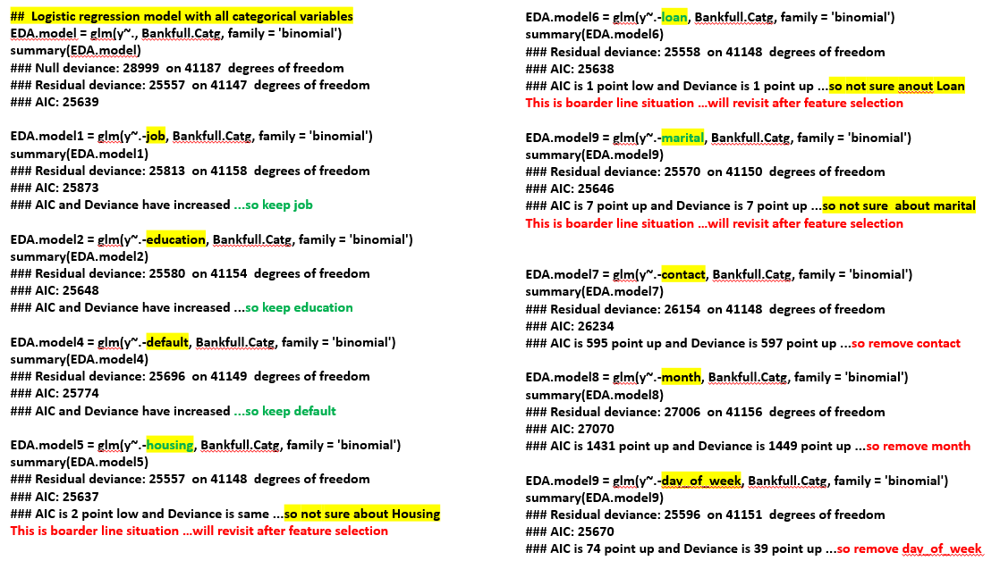 ##  Logistic regression model with all categorical variables
EDA.model = glm(y~., Bankfull.Catg, family = 'binomial')
summary(EDA.model)
### Null deviance: 28999  on 41187  degrees of freedom
### Residual deviance: 25557  on 41147  degrees of freedom
### AIC: 25639
EDA.model1 = glm(y~.-job, Bankfull.Catg, family = 'binomial')
summary(EDA.model1)
### Residual deviance: 25813  on 41158  degrees of freedom
### AIC: 25873
### AIC and Deviance have increased ...so keep job
EDA.model2 = glm(y~.-education, Bankfull.Catg, family = 'binomial')
summary(EDA.model2)
### Residual deviance: 25580  on 41154  degrees of freedom
### AIC: 25648
### AIC and Deviance have increased ...so keep education
EDA.model4 = glm(y~.-default, Bankfull.Catg, family = 'binomial')
summary(EDA.model4)
### Residual deviance: 25696  on 41149  degrees of freedom
### AIC: 25774
### AIC and Deviance have increased ...so keep default
EDA.model5 = glm(y~.-housing, Bankfull.Catg, family = 'binomial')
summary(EDA.model5)
### Residual deviance: 25557  on 41148  degrees of freedom
### AIC: 25637
### AIC is 2 point low and Deviance is same ...so not sure about Housing
This is boarder line situation ...will revisit after feature selection
EDA.model6 = glm(y~.-loan, Bankfull.Catg, family = 'binomial')
summary(EDA.model6)
### Residual deviance: 25558  on 41148  degrees of freedom
### AIC: 25638
### AIC is 1 point low and Deviance is 1 point up ...so not sure anout Loan
This is boarder line situation ...will revisit after feature selection
EDA.model9 = glm(y~.-marital, Bankfull.Catg, family = 'binomial')
summary(EDA.model9)
### Residual deviance: 25570  on 41150  degrees of freedom
### AIC: 25646
### AIC is 7 point up and Deviance is 7 point up ...so not sure  about marital
This is boarder line situation ...will revisit after feature selection
EDA.model7 = glm(y~.-contact, Bankfull.Catg, family = 'binomial')
summary(EDA.model7)
### Residual deviance: 26154  on 41148  degrees of freedom
### AIC: 26234
### AIC is 595 point up and Deviance is 597 point up ...so remove contact
EDA.model8 = glm(y~.-month, Bankfull.Catg, family = 'binomial')
summary(EDA.model8)
### Residual deviance: 27006  on 41156  degrees of freedom
### AIC: 27070
### AIC is 1431 point up and Deviance is 1449 point up ...so remove month
EDA.model9 = glm(y~.-day_of_week, Bankfull.Catg, family = 'binomial')
summary(EDA.model9)
### Residual deviance: 25596  on 41151  degrees of freedom
### AIC: 25670
### AIC is 74 point up and Deviance is 39 point up ...so remove day_of_week